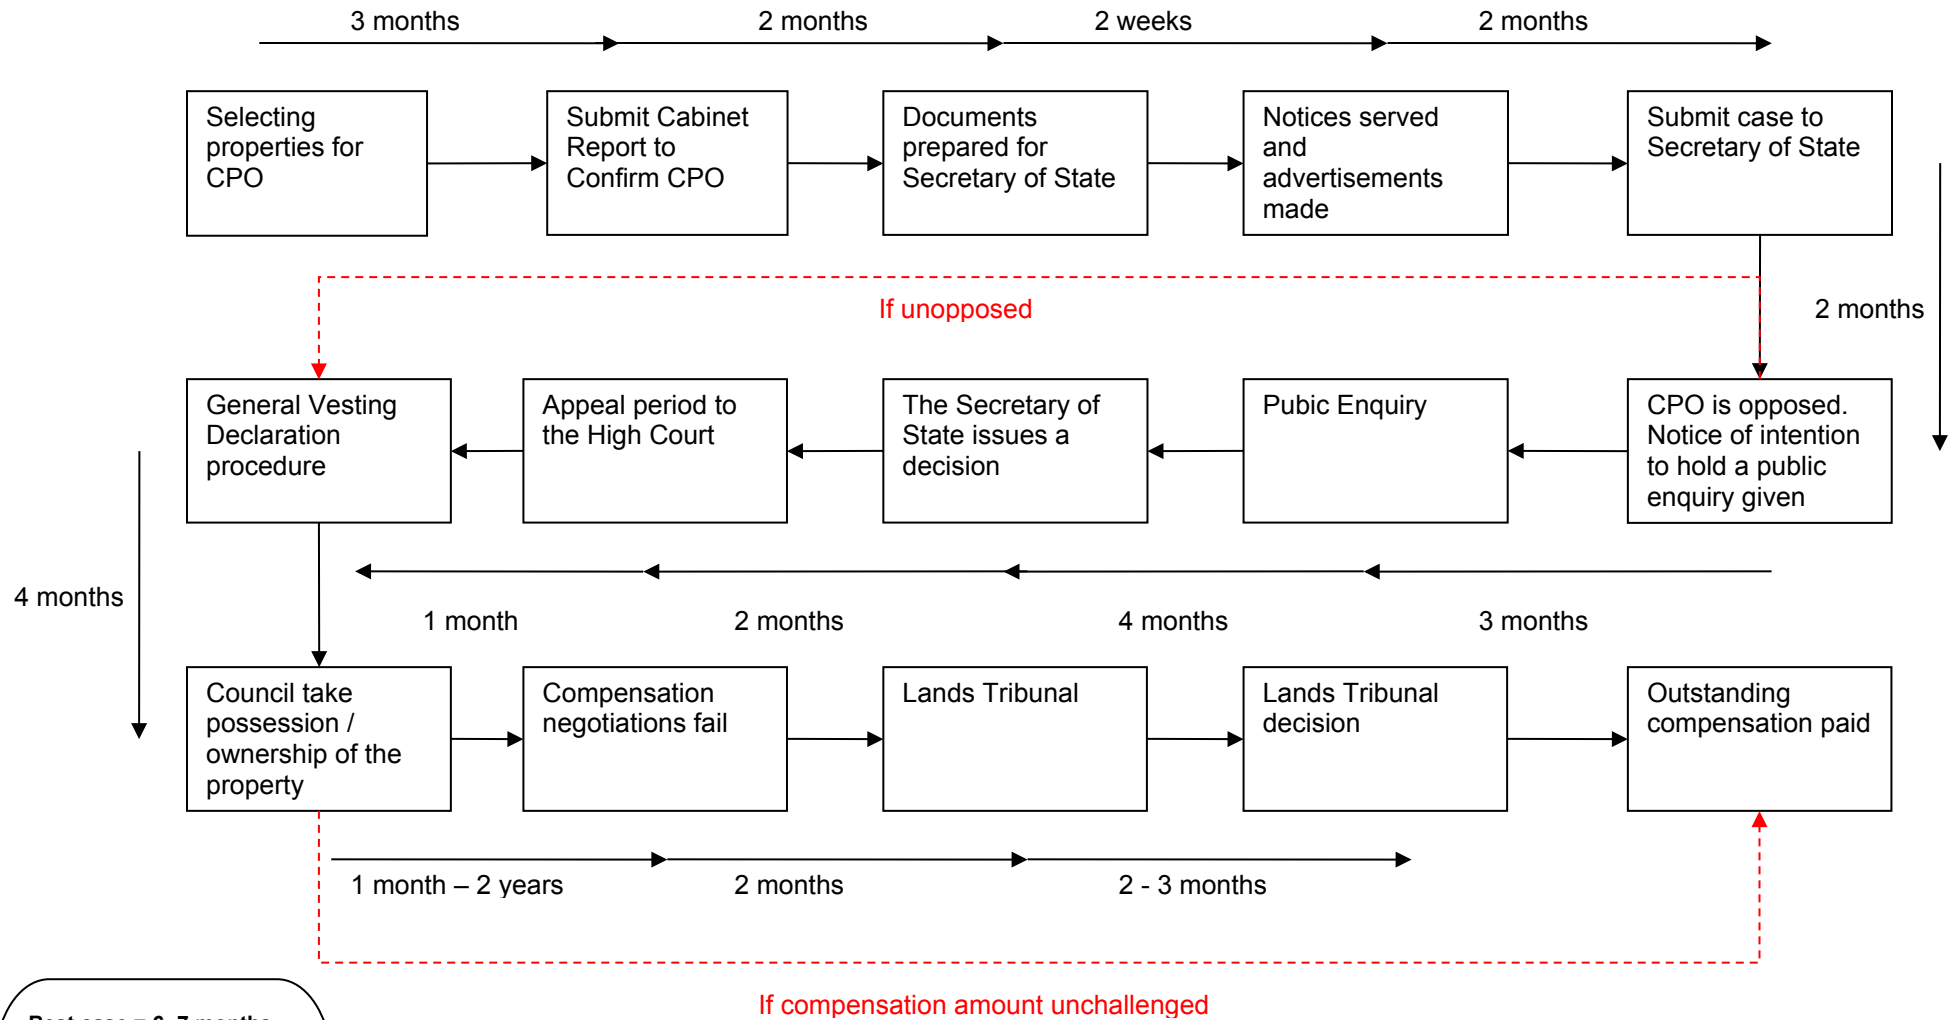 3 months
2 months
2 weeks
2 months
Selecting
properties for
CPO
Submit Cabinet
Report to
Confirm CPO
Documents
prepared for
Secretary of State
Notices served
and
advertisements
made
Submit case to
Secretary of State
If unopposed
2 months
General Vesting
Declaration
procedure
Appeal period to
the High Court
The Secretary of
State issues a
decision
Pubic Enquiry
CPO is opposed.
Notice of intention
to hold a public
enquiry given
4 months
1 month
2 months
4 months
3 months
Council take
possession /
ownership of the
property
Compensation
negotiations fail
Lands Tribunal
Lands Tribunal
decision
Outstanding
compensation paid
1 month – 2 years
2 months
2 - 3 months
If compensation amount unchallenged